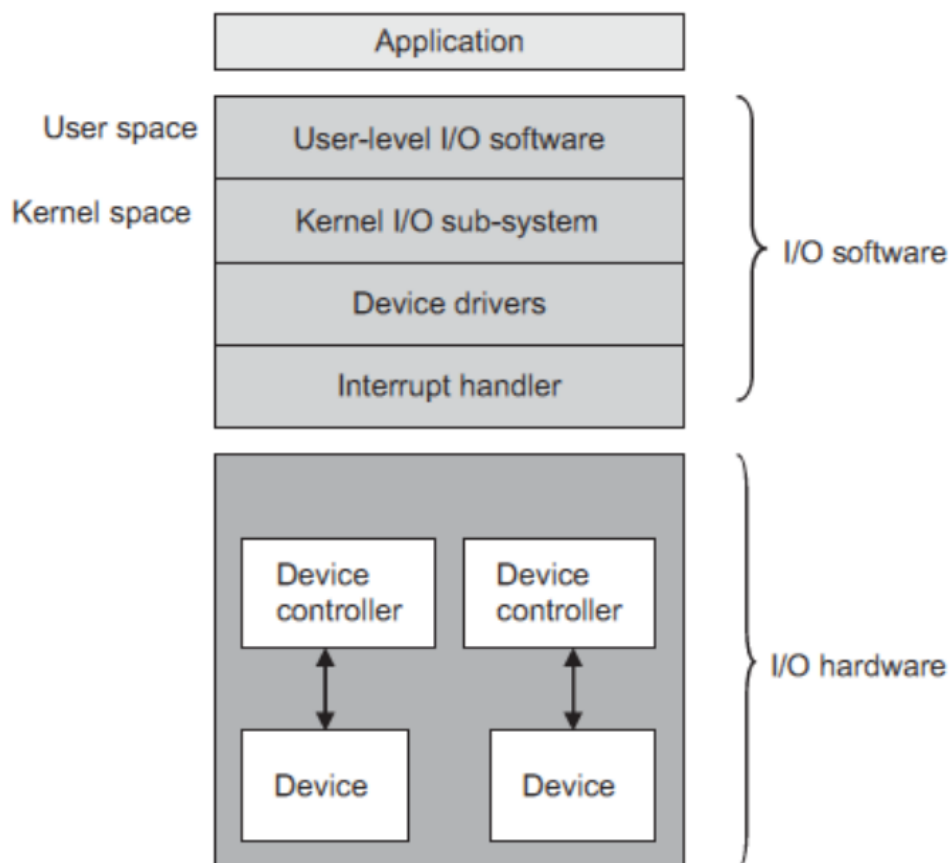 Application
User space
User-level I/O software
Kernel space
Kernel I/O sub-system
I/O software
Device drivers
Interrupt handler
Device
controller
Device
controller
I/O hardware
Device
Device